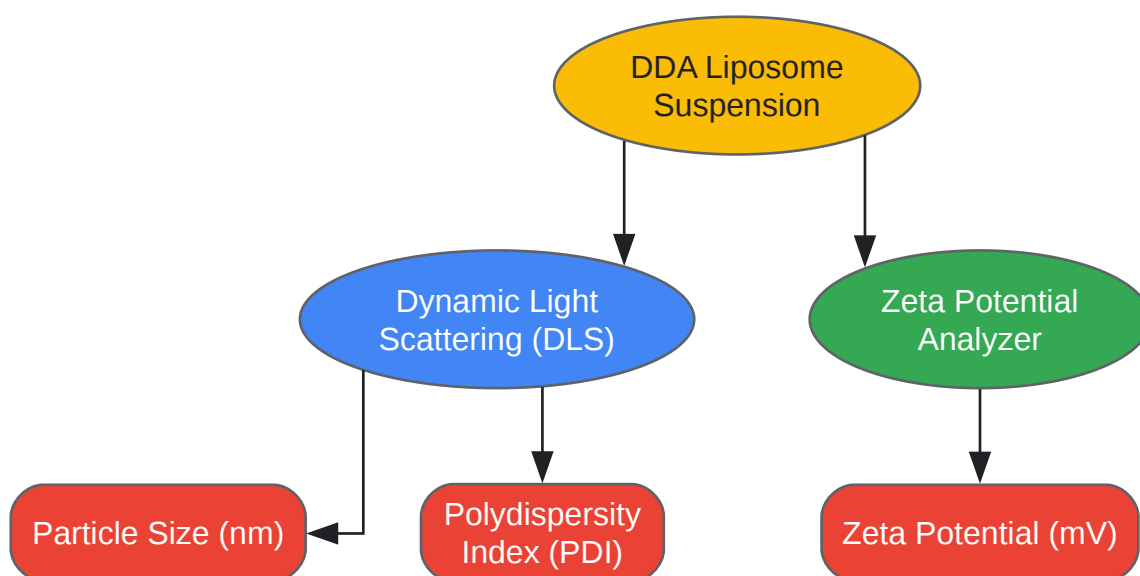 DDA Liposome
Suspension
Dynamic Light
Scattering (DLS)
Zeta Potential
Analyzer
Particle Size (nm)
Polydispersity
Index (PDI)
Zeta Potential (mV)